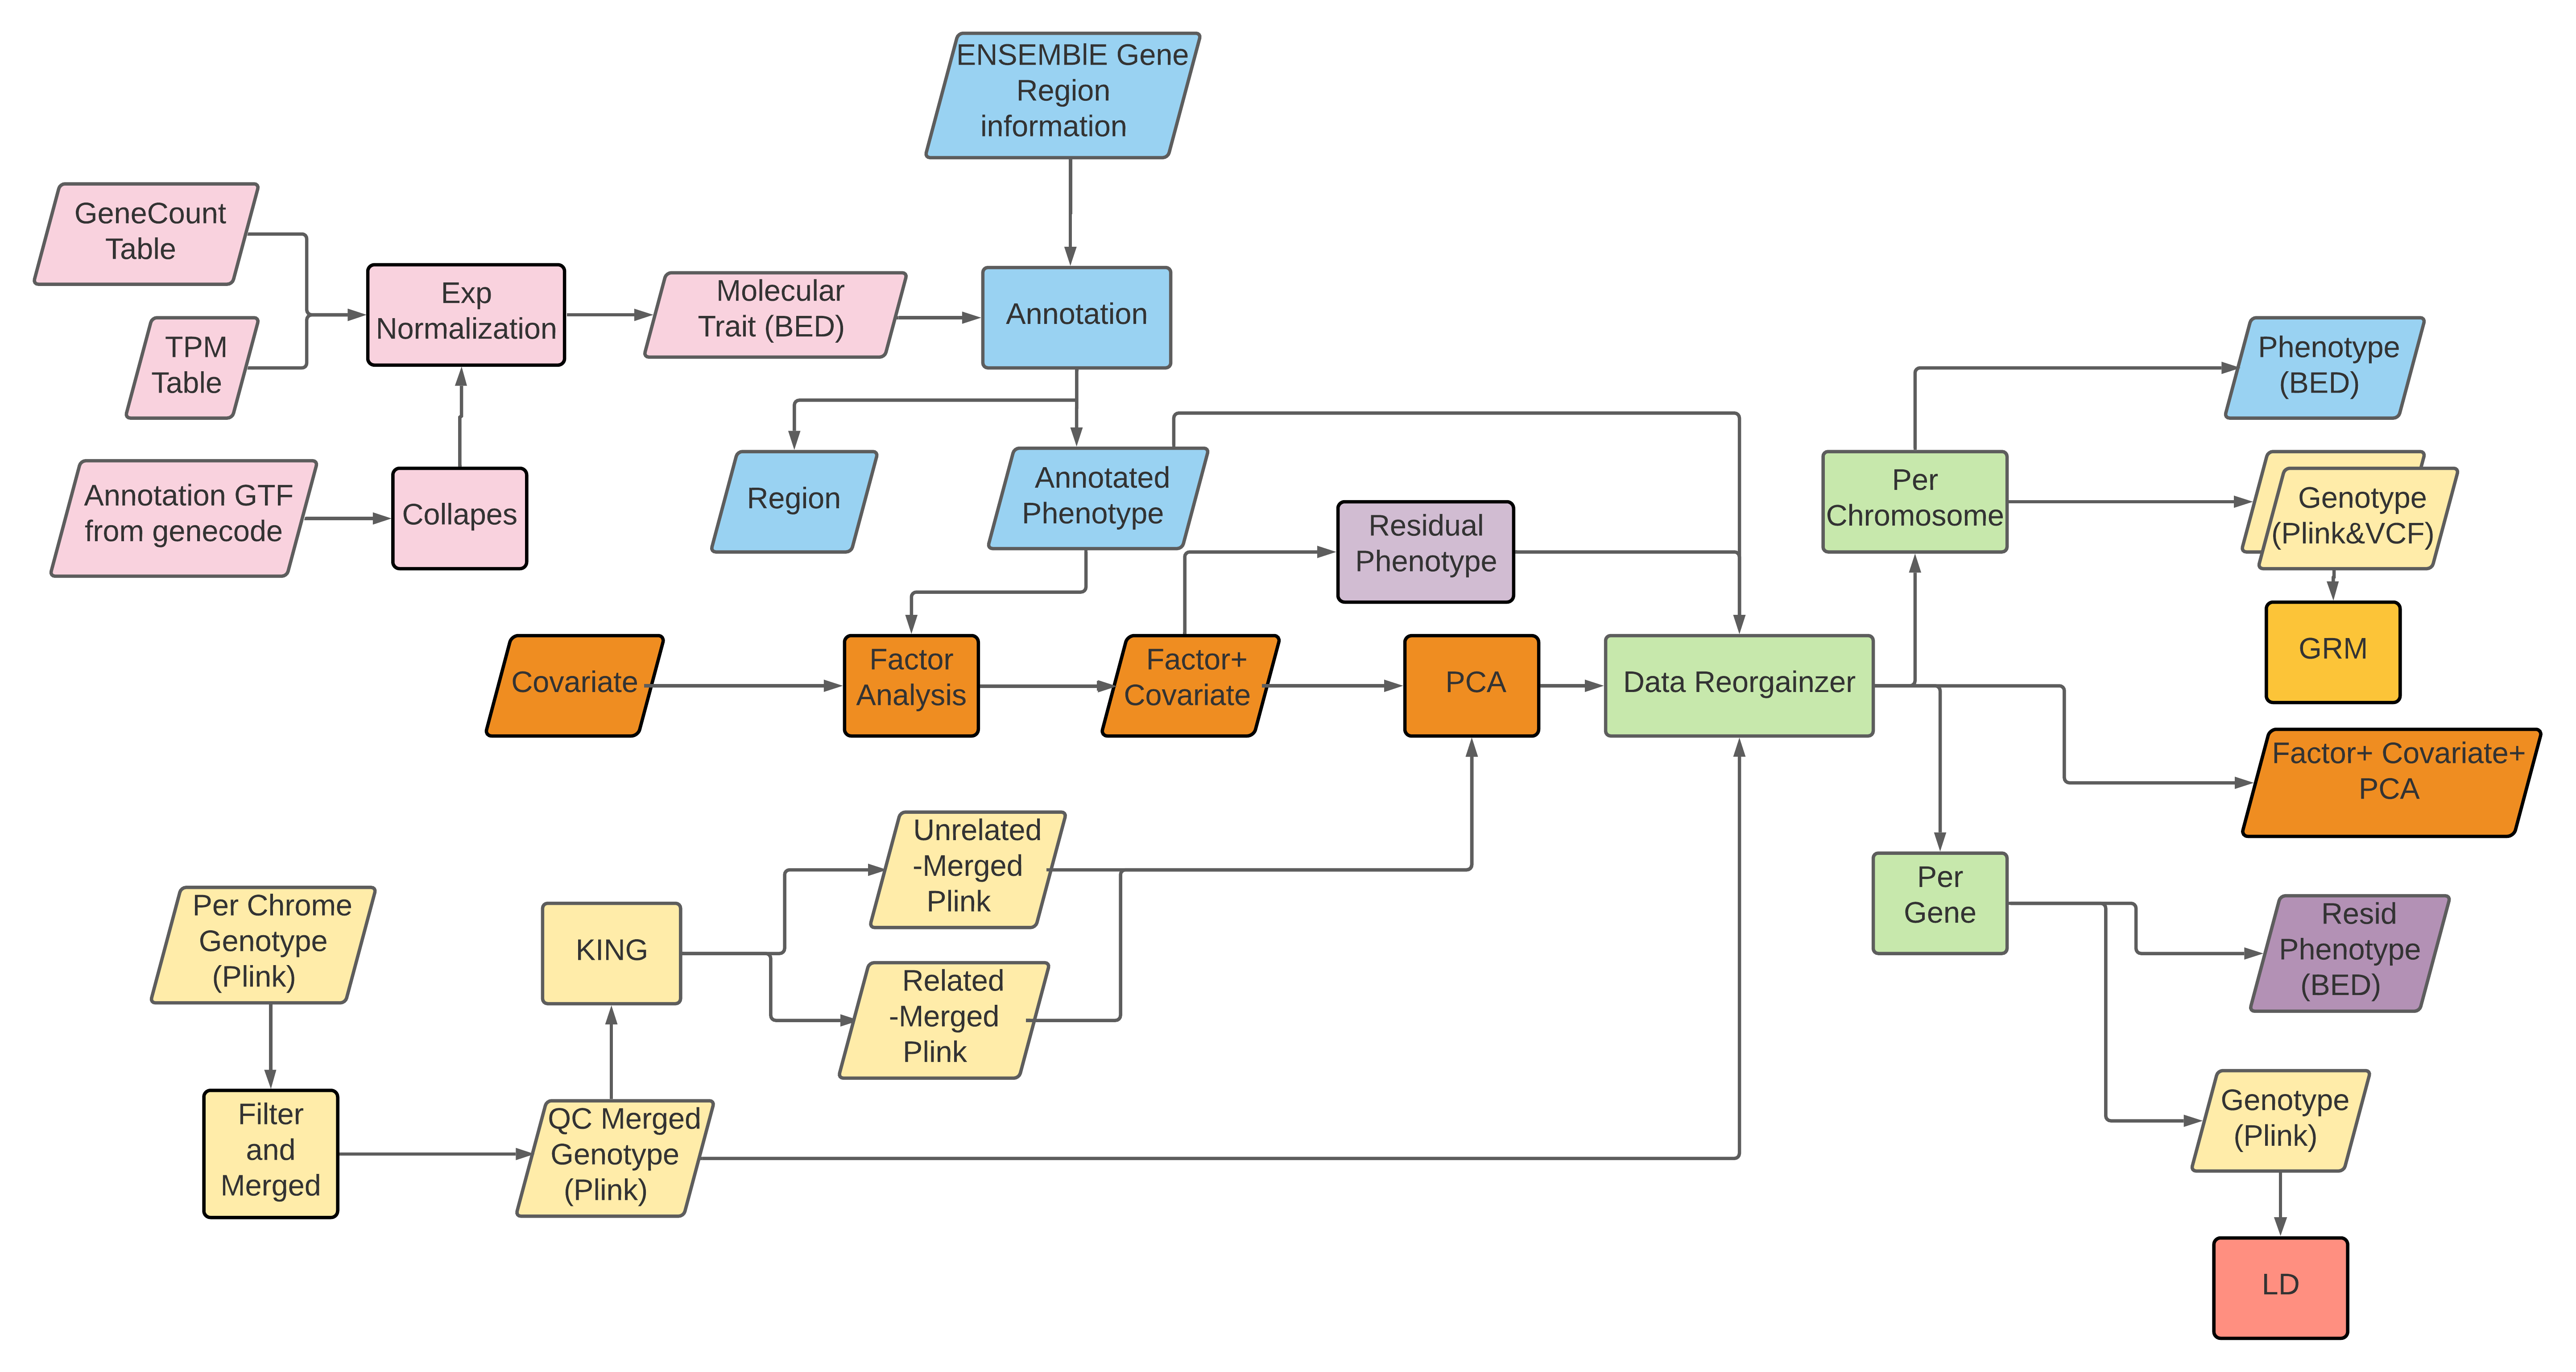 ENSEMBlE Gene
Region
information
GeneCount
Table
TPM
Table
Annotation GTF
from genecode
Exp
Normalization
Collapes
Molecular
Trait (BED)
Annotation
Region
Annotated
Phenotype
Residual
Phenotype
Covariate
Factor
Analysis
Factor+
Covariate
PCA
Data Reorgainzer
Per
Chromosome
Phenotype
(BED)
Genotype
(Plink&VCF)
GRM
Factor+ Covariate+
PCA
Per
Gene
Resid
Phenotype
(BED)
Genotype
(Plink)
LD
Unrelated
-Merged
Plink
Related
-Merged
Plink
KING
Per Chrome
Genotype
(Plink)
Filter
and
Merged
QC Merged
Genotype
(Plink)